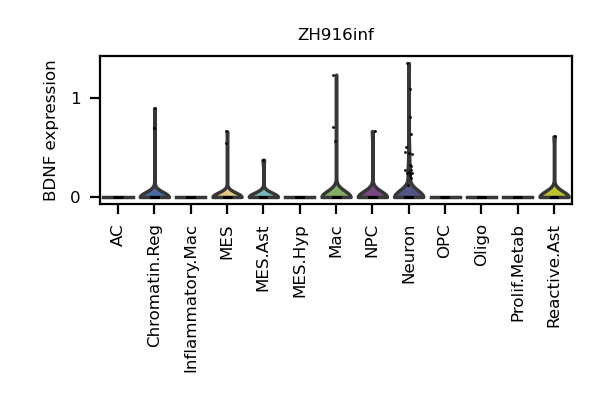 ZH916inf
BDNF expression
1
0
AC
Chromatin.Reg
Inflammatory.Mac
MES
MES.Ast
MES.Hyp
Mac
NPC
Neuron
OPC
Oligo
Prolif.Metab
Reactive.Ast